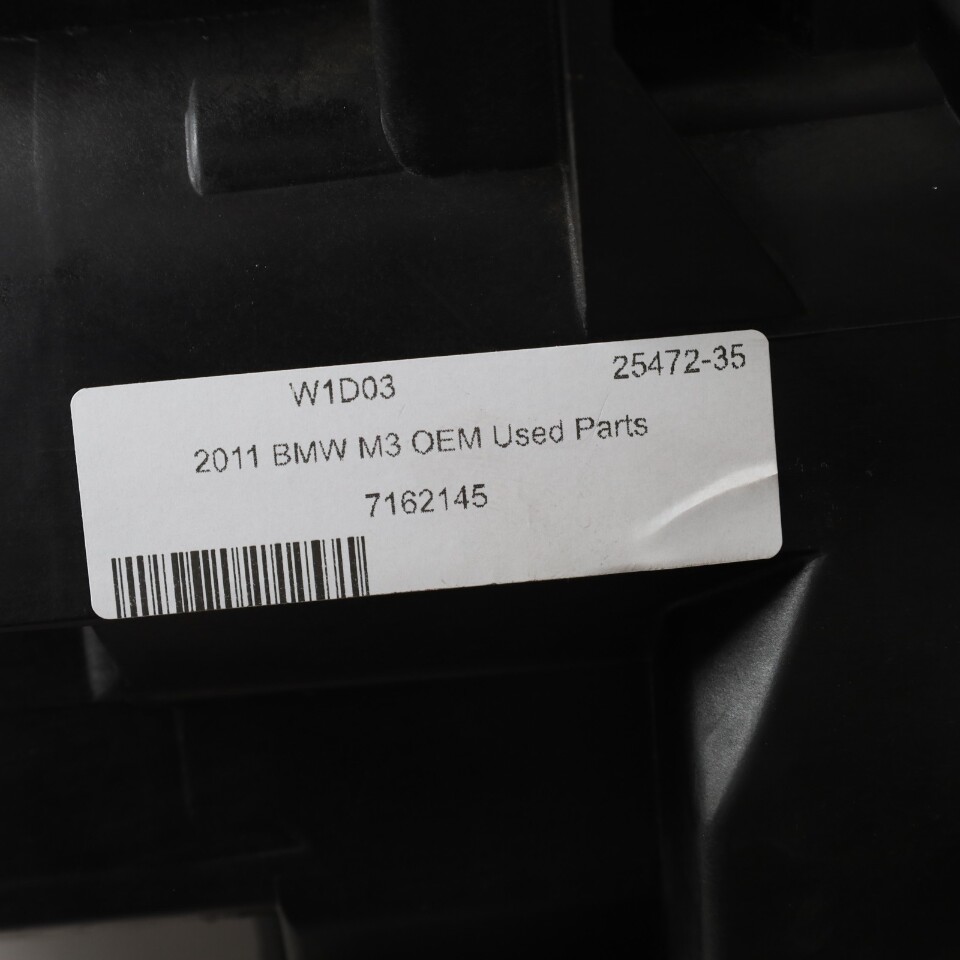 W1D03 25472-35
2011 BMW M3 OEM Used Parts
7162145